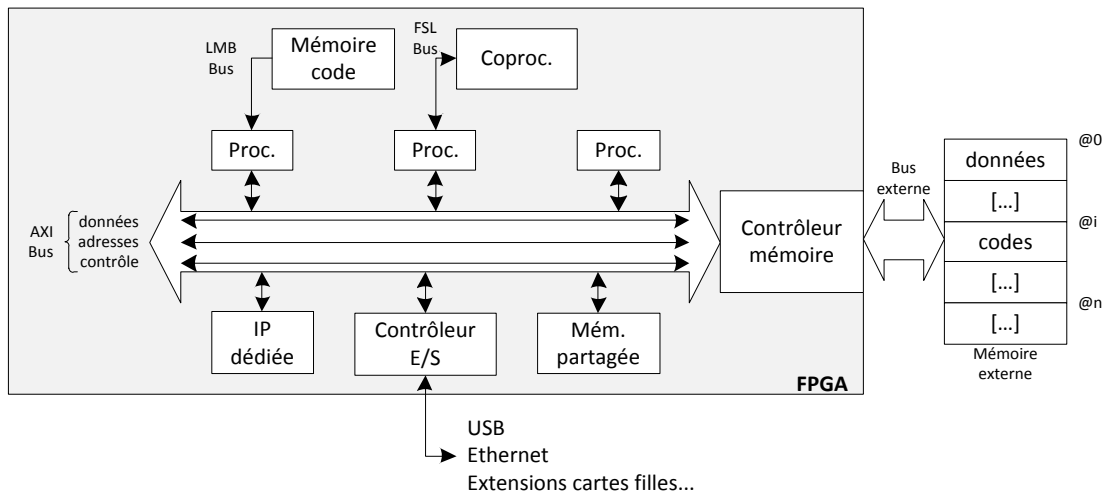 LMB
Bus
Mémoire
code
FSL
Bus
Coproc.
Proc.
Proc.
Proc.
AXI
Bus
données
adresses
contrôle
Contrôleur
mémoire
Bus
externe
@0
données
[...]
@i
codes
[...]
@n
[...]
Mémoire
externe
IP
dédiée
Contrôleur
E/S
Mém.
partagée
FPGA
USB
Ethernet
Extensions cartes filles...